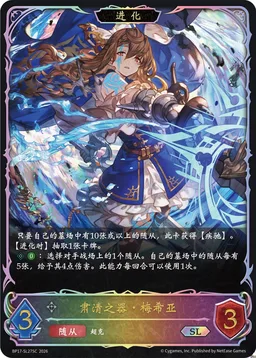 进化
只要自己的墓场中有10张或以上的随从，此卡获得【疾驰】。
【进化时】抽取1张卡牌。
0：选择对手战场上的1个随从。自己的墓场中的随从每有
5张，给予其4点伤害。此能力每回合可以使用1次。
肃清之器·梅希亚
3
随从
SL
3
BP17-SL27SC 2026
© Cygames, Inc. Published by NetEase Games